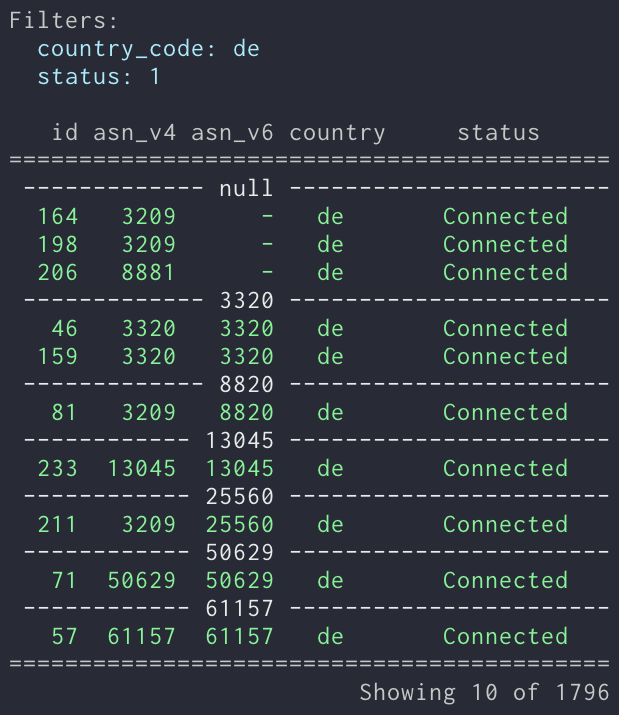 Filters:
  country_code: de
  status: 1

   id asn_v4 asn_v6 country     status
===========================================
 ------------- null -----------------------
  164   3209      -   de       Connected
  198   3209      -   de       Connected
  206   8881      -   de       Connected
 ------------- 3320 -----------------------
   46   3320   3320   de       Connected
  159   3320   3320   de       Connected
 ------------- 8820 -----------------------
   81   3209   8820   de       Connected
 ------------ 13045 -----------------------
  233  13045  13045   de       Connected
 ------------ 25560 -----------------------
  211   3209  25560   de       Connected
 ------------ 50629 -----------------------
   71  50629  50629   de       Connected
 ------------ 61157 -----------------------
   57  61157  61157   de       Connected
===========================================
                         Showing 10 of 1796